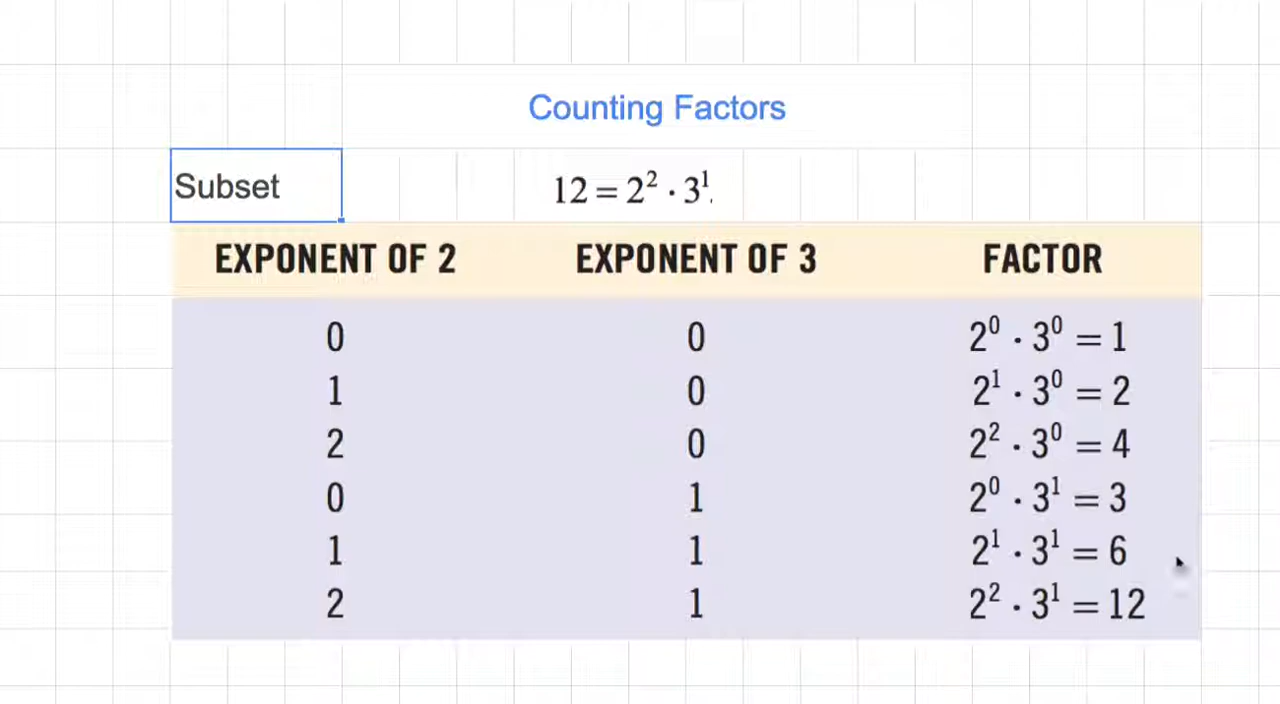 Counting Factors
Subset 12 = 2² · 3¹.
EXPONENT OF 2 EXPONENT OF 3 FACTOR
0 0 2⁰ · 3⁰ = 1
1 0 2¹ · 3⁰ = 2
2 0 2² · 3⁰ = 4
0 1 2⁰ · 3¹ = 3
1 1 2¹ · 3¹ = 6
2 1 2² · 3¹ = 12